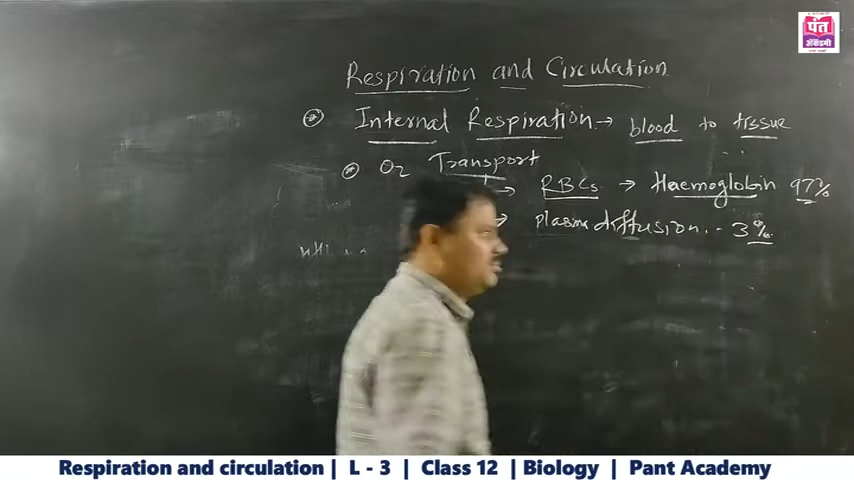 पंत
अॅकॅडमी
Respiration and Circulation
Internal Respiration → blood to tissue
O2 Transport
→ RBCs → Haemoglobin 97%
→ plasma diffusion - 3%
Respiration and circulation | L - 3 | Class 12 | Biology | Pant Academy